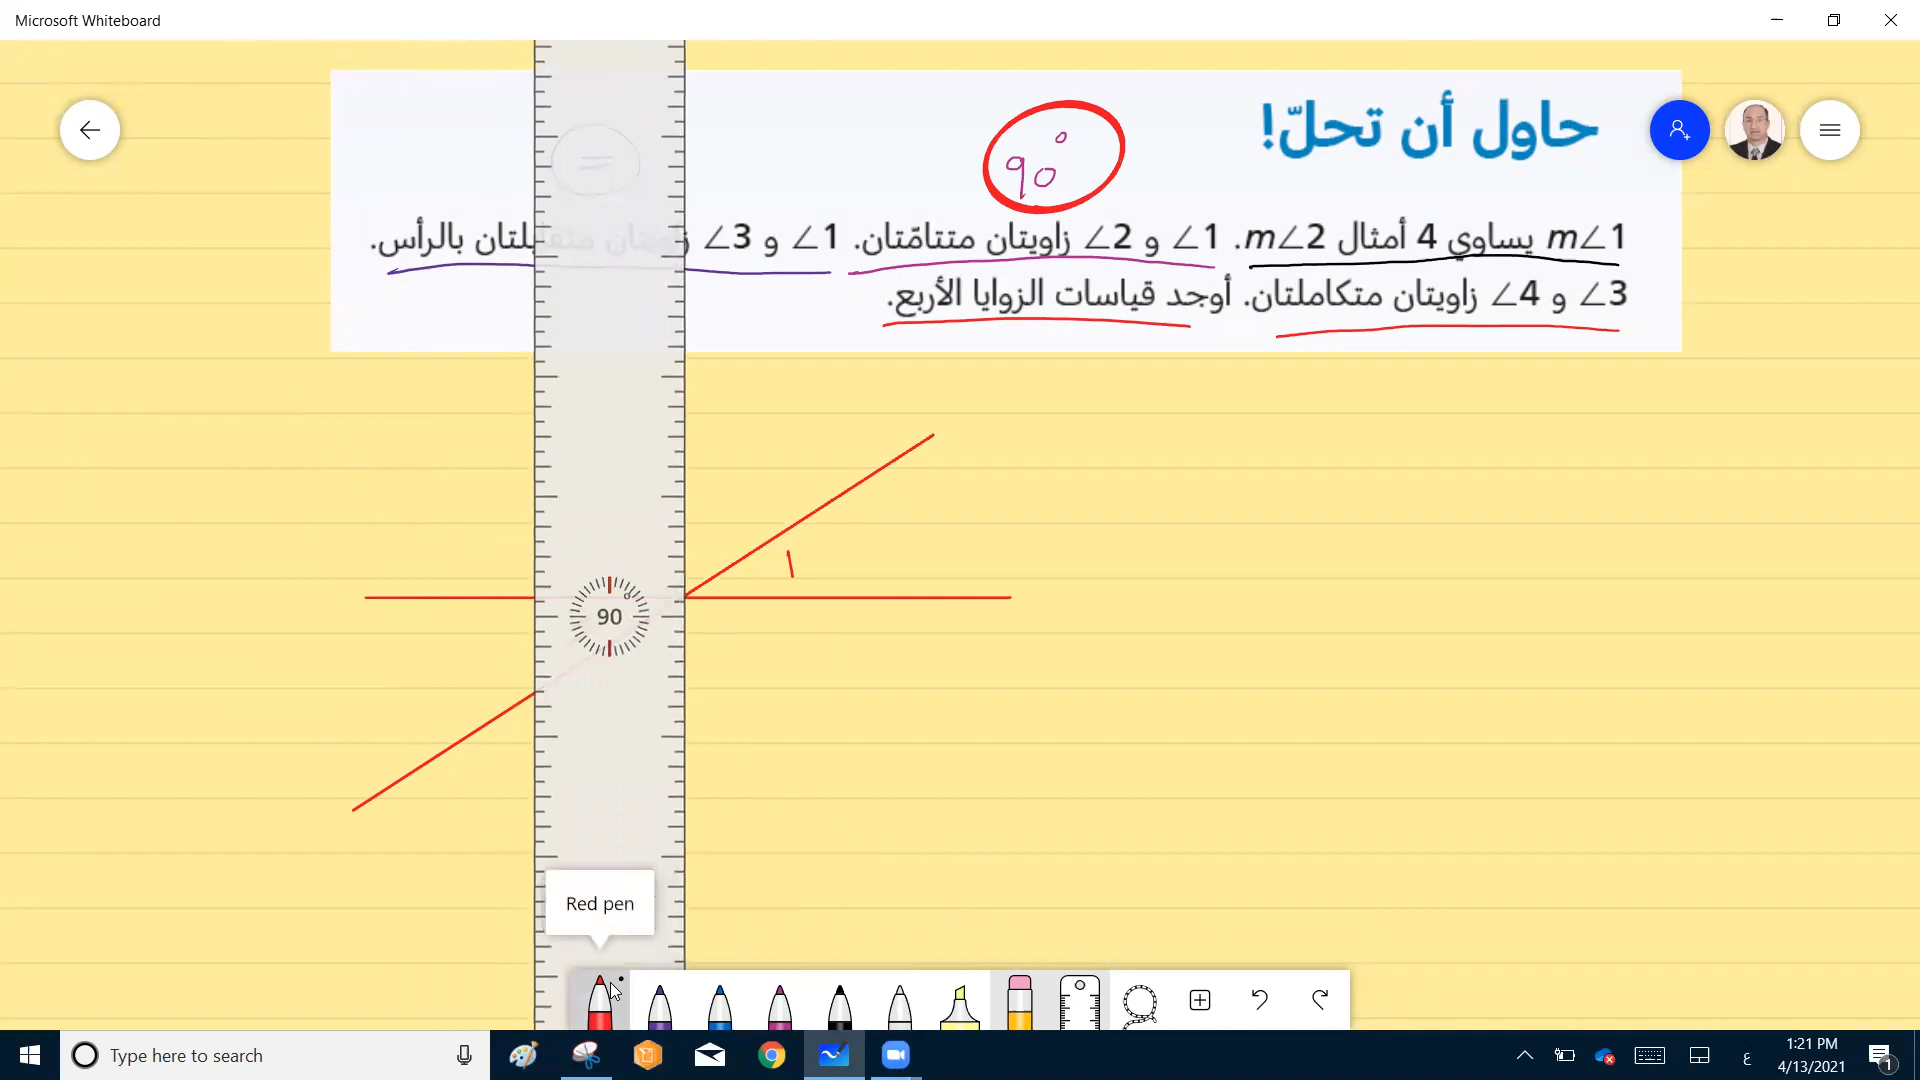 Microsoft Whiteboard
حاول أن تحلّ!
90°
=
m∠1 يساوي 4 أمثال m∠2. ∠1 و ∠2 زاويتان متتامّتان. ∠1 و ∠3 زاويتان متقابلتان بالرأس.
∠3 و ∠4 زاويتان متكاملتان. أوجد قياسات الزوايا الأربع.
1
90°
Red pen
Type here to search
ع
1:21 PM
4/13/2021
1